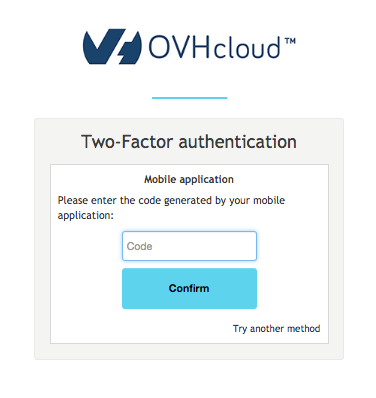 OVHcloud™
Two-Factor authentication
Mobile application
Please enter the code generated by your mobile
application:
Code
Confirm
Try another method